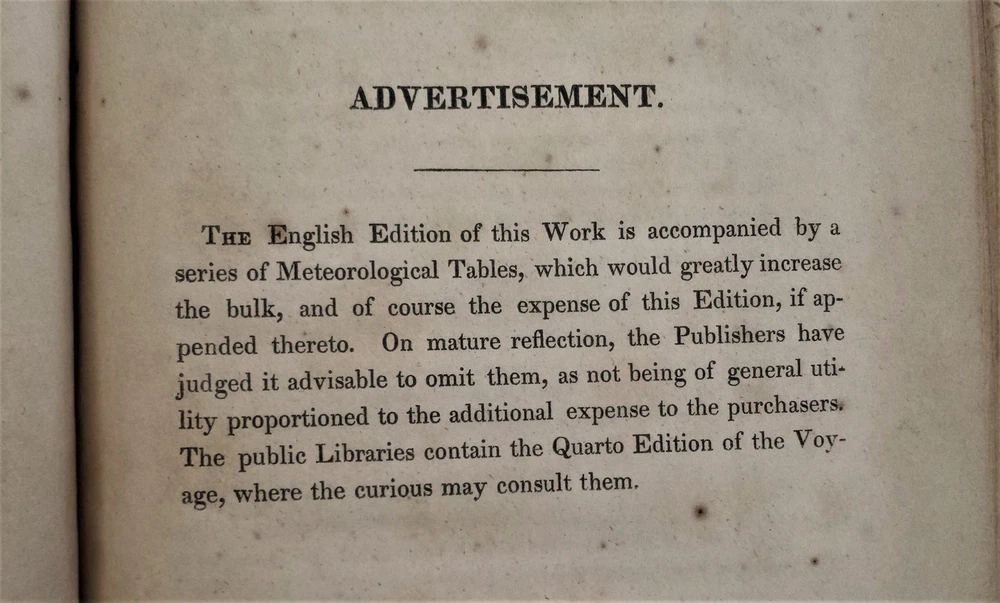 ADVERTISEMENT.
THE English Edition of this Work is accompanied by a
series of Meteorological Tables, which would greatly increase
the bulk, and of course the expense of this Edition, if ap-
pended thereto. On mature reflection, the Publishers have
judged it advisable to omit them, as not being of general uti-
lity proportioned to the additional expense to the purchasers.
The public Libraries contain the Quarto Edition of the Voy-
age, where the curious may consult them.